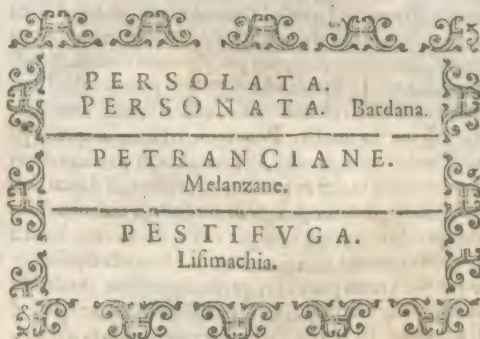 PERSOLATA.
PERSONATA. Bardana.
PETRANCIANE.
Melanzane.
PESTIFVGA.
Lisimachia.